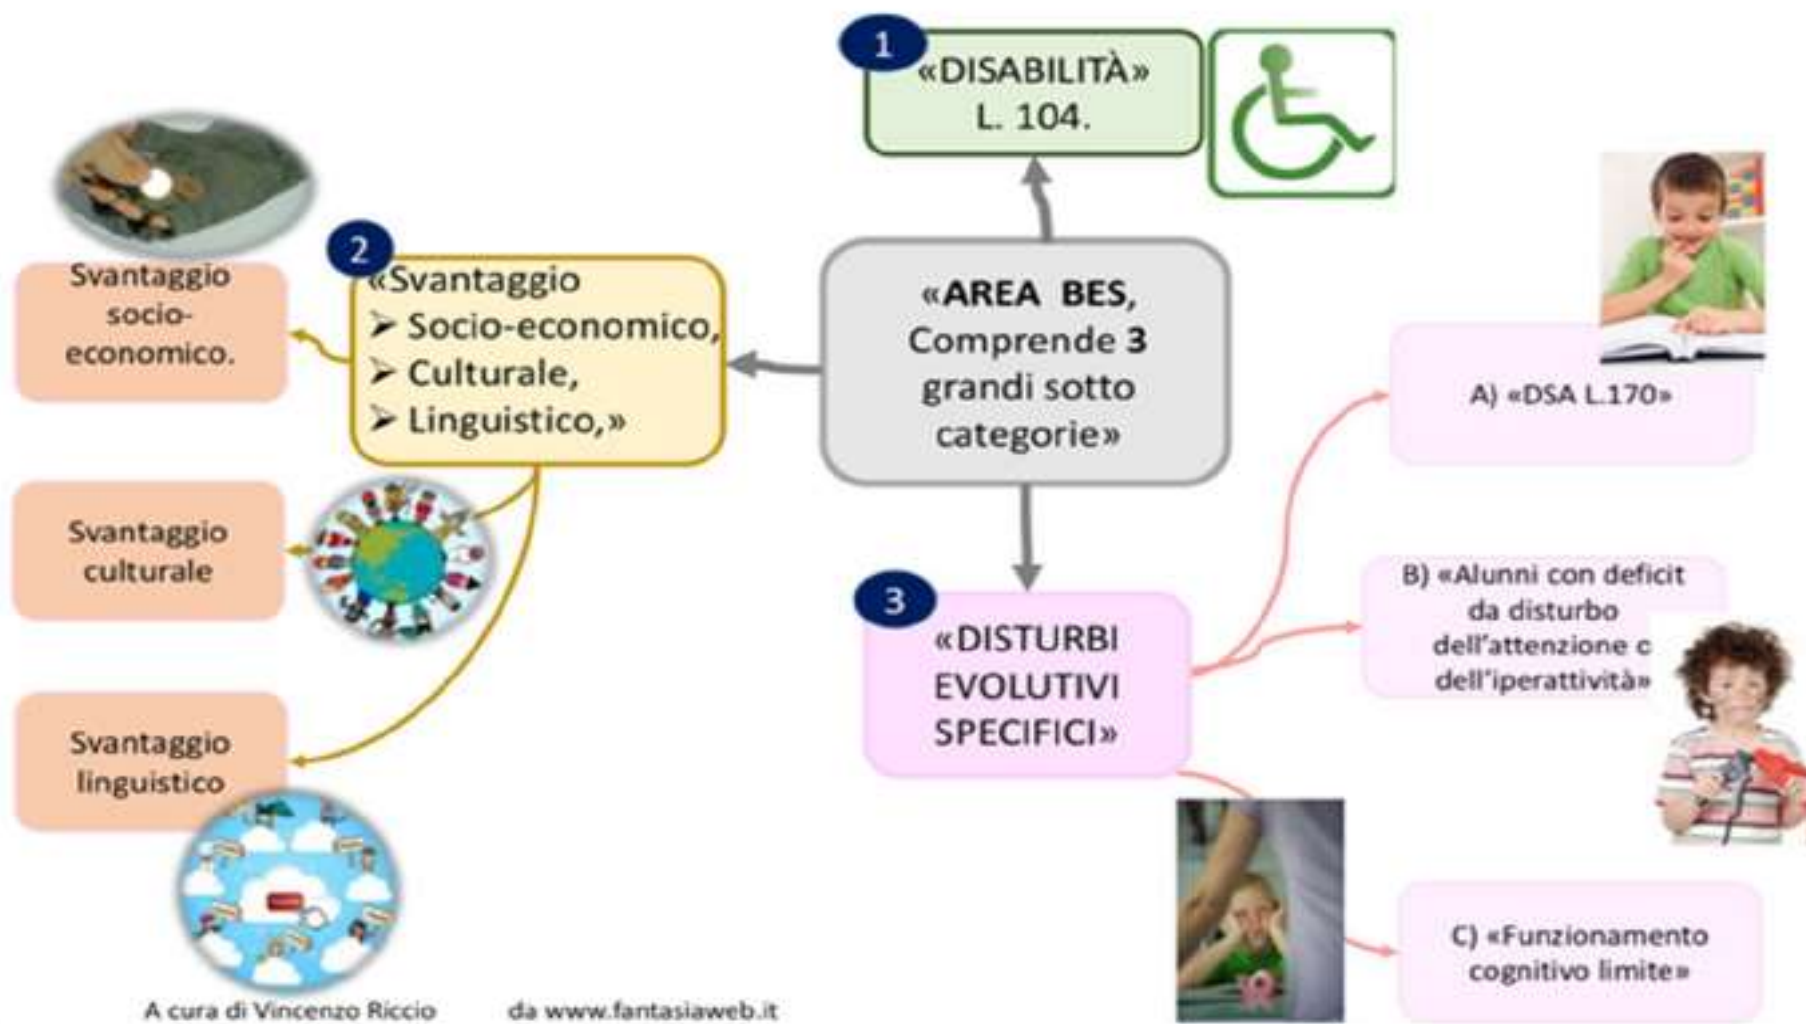 1
«DISABILITÀ»
L. 104.
«AREA BES,
Comprende 3
grandi sotto
categorie»
2
«Svantaggio
➤ Socio-economico,
➤ Culturale,
➤ Linguistico,»
Svantaggio
socio-
economico.
Svantaggio
culturale
Svantaggio
linguistico
3
«DISTURBI
EVOLUTIVI
SPECIFICI»
A) «DSA L.170»
B) «Alunni con deficit
da disturbo
dell'attenzione o
dell'iperattività»
C) «Funzionamento
cognitivo limite»
A cura di Vincenzo Riccio da www.fantasiaweb.it